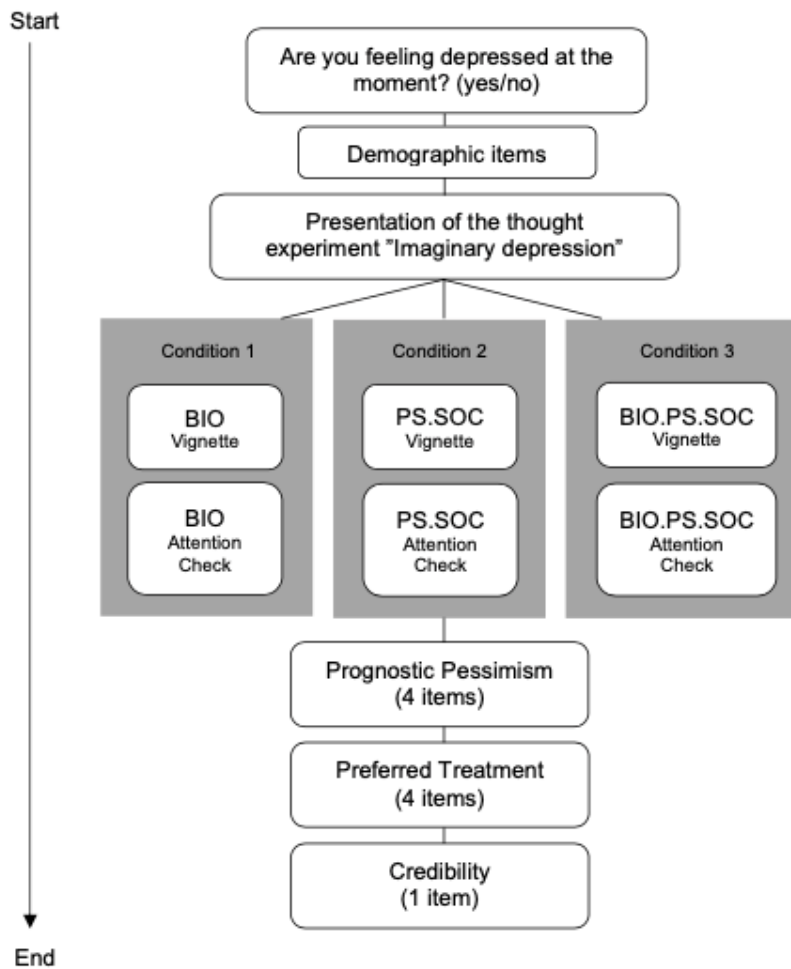 Start
Are you feeling depressed at the
moment? (yes/no)
Demographic items
Presentation of the thought
experiment ”Imaginary depression”
Condition 1
BIO
Vignette
BIO
Attention
Check
Condition 2
PS.SOC
Vignette
PS.SOC
Attention
Check
Condition 3
BIO.PS.SOC
Vignette
BIO.PS.SOC
Attention
Check
Prognostic Pessimism
(4 items)
Preferred Treatment
(4 items)
Credibility
(1 item)
End